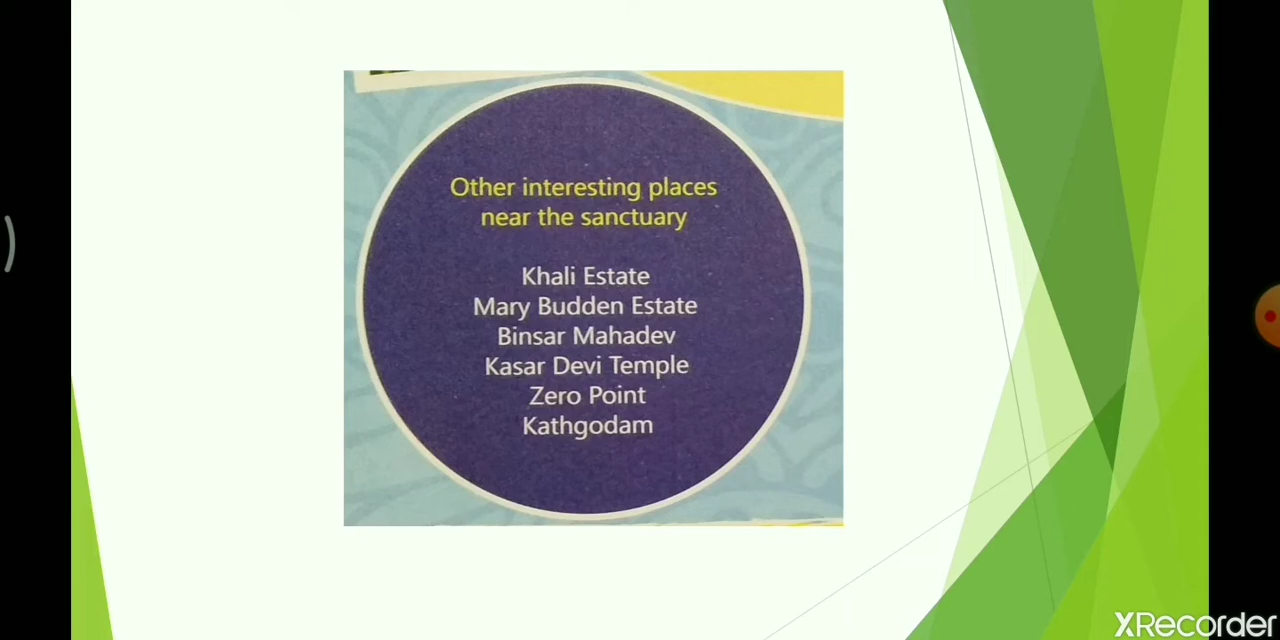 Other interesting places
near the sanctuary
Khali Estate
Mary Budden Estate
Binsar Mahadev
Kasar Devi Temple
Zero Point
Kathgodam
XRecorder